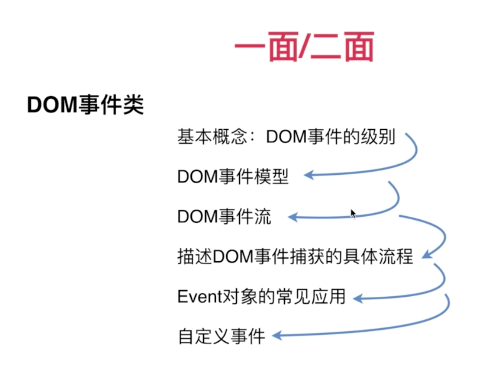 一面/二面
DOM事件类
基本概念：DOM事件的级别
DOM事件模型
DOM事件流
描述DOM事件捕获的具体流程
Event对象的常见应用
自定义事件